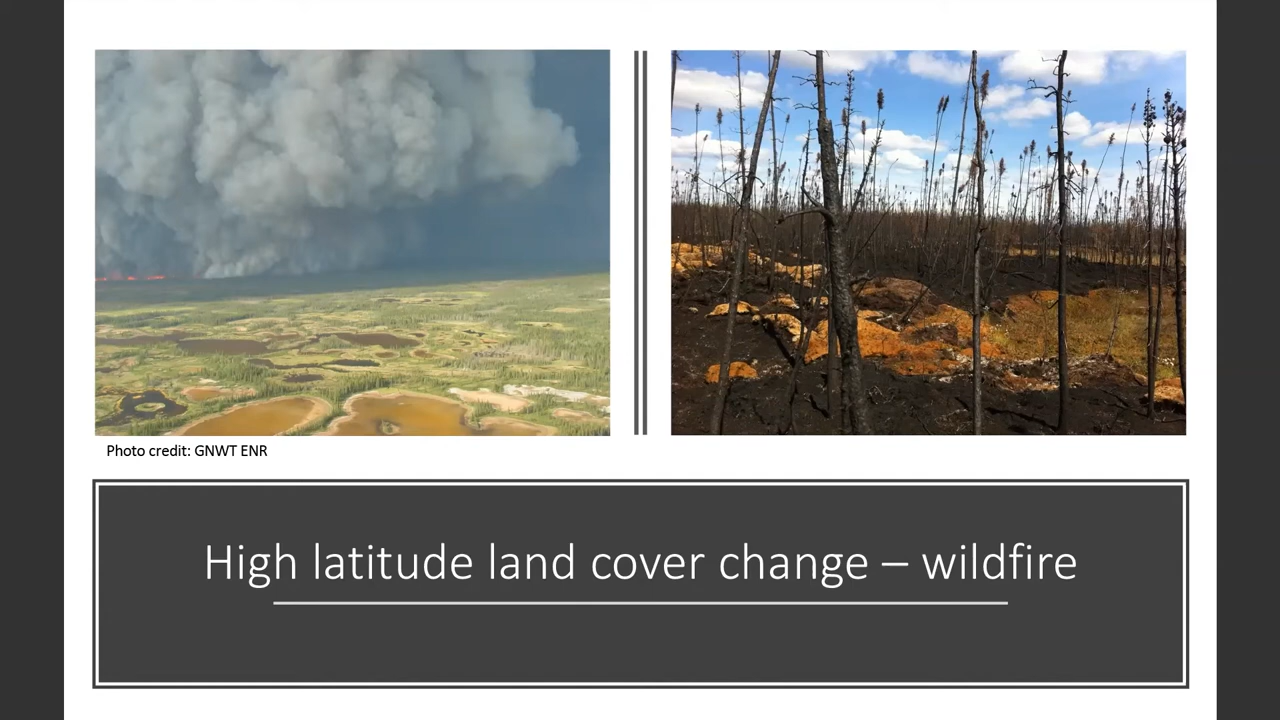 Photo credit: GNWT ENR
High latitude land cover change – wildfire